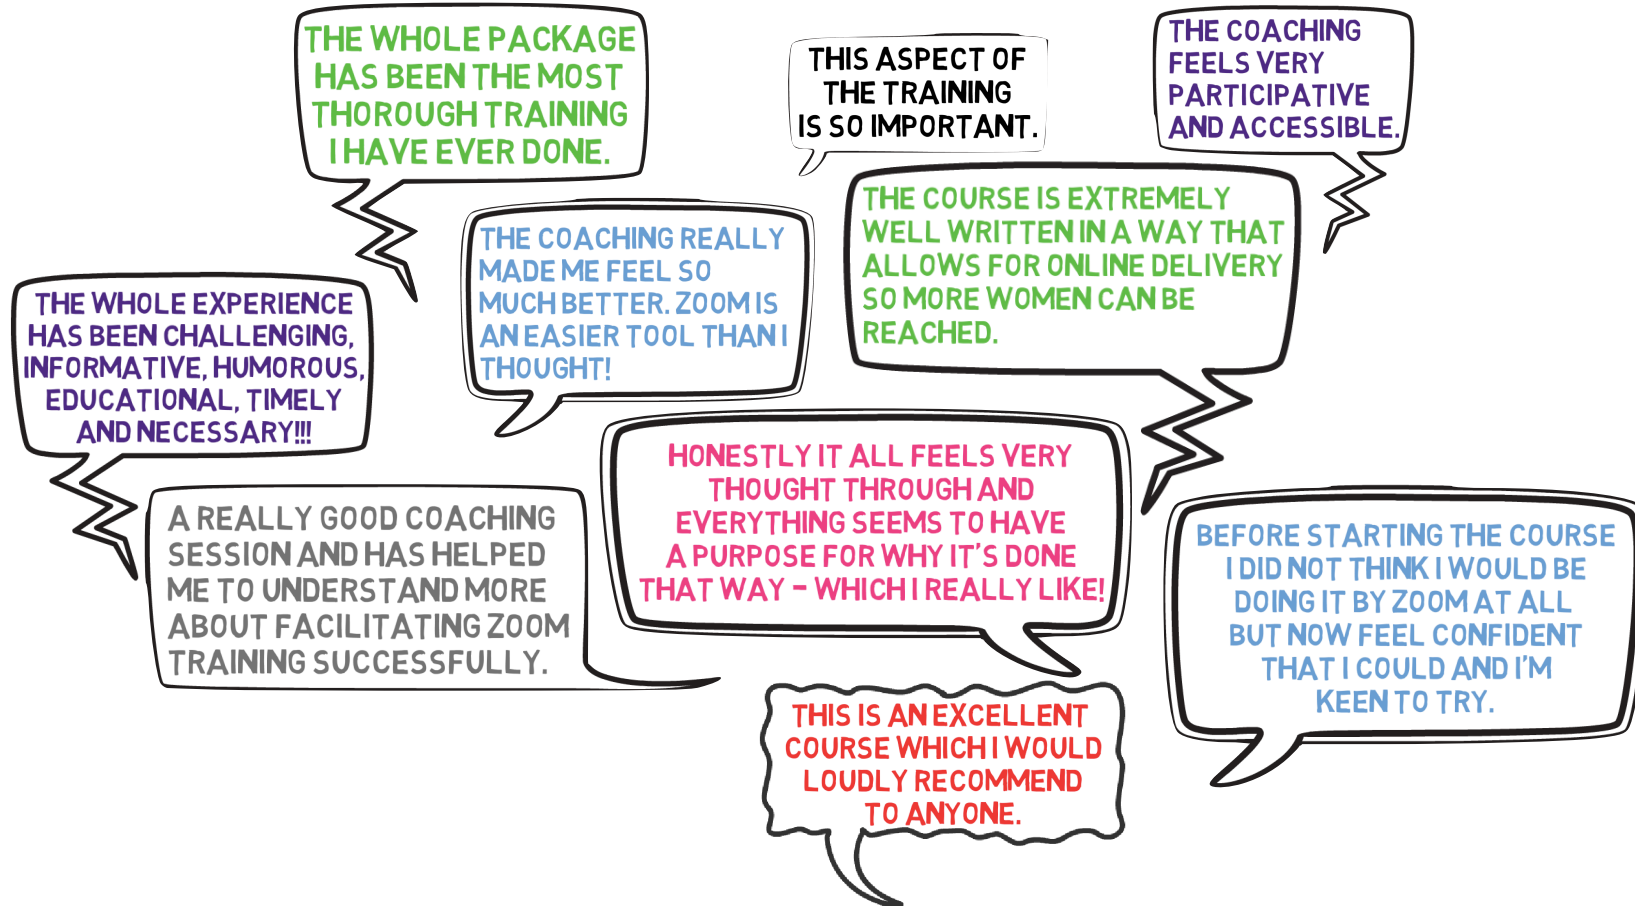 THE WHOLE PACKAGE
HAS BEEN THE MOST
THOROUGH TRAINING
I HAVE EVER DONE.
THIS ASPECT OF
THE TRAINING
IS SO IMPORTANT.
THE COACHING
FEELS VERY
PARTICIPATIVE
AND ACCESSIBLE.
THE COACHING REALLY
MADE ME FEEL SO
MUCH BETTER. ZOOM IS
AN EASIER TOOL THAN I
THOUGHT!
THE COURSE IS EXTREMELY
WELL WRITTEN IN A WAY THAT
ALLOWS FOR ONLINE DELIVERY
SO MORE WOMEN CAN BE
REACHED.
THE WHOLE EXPERIENCE
HAS BEEN CHALLENGING,
INFORMATIVE, HUMOROUS,
EDUCATIONAL, TIMELY
AND NECESSARY!!!
HONESTLY IT ALL FEELS VERY
THOUGHT THROUGH AND
EVERYTHING SEEMS TO HAVE
A PURPOSE FOR WHY IT'S DONE
THAT WAY - WHICH I REALLY LIKE!
A REALLY GOOD COACHING
SESSION AND HAS HELPED
ME TO UNDERSTAND MORE
ABOUT FACILITATING ZOOM
TRAINING SUCCESSFULLY.
BEFORE STARTING THE COURSE
I DID NOT THINK I WOULD BE
DOING IT BY ZOOM AT ALL
BUT NOW FEEL CONFIDENT
THAT I COULD AND I'M
KEEN TO TRY.
THIS IS AN EXCELLENT
COURSE WHICH I WOULD
LOUDLY RECOMMEND
TO ANYONE.